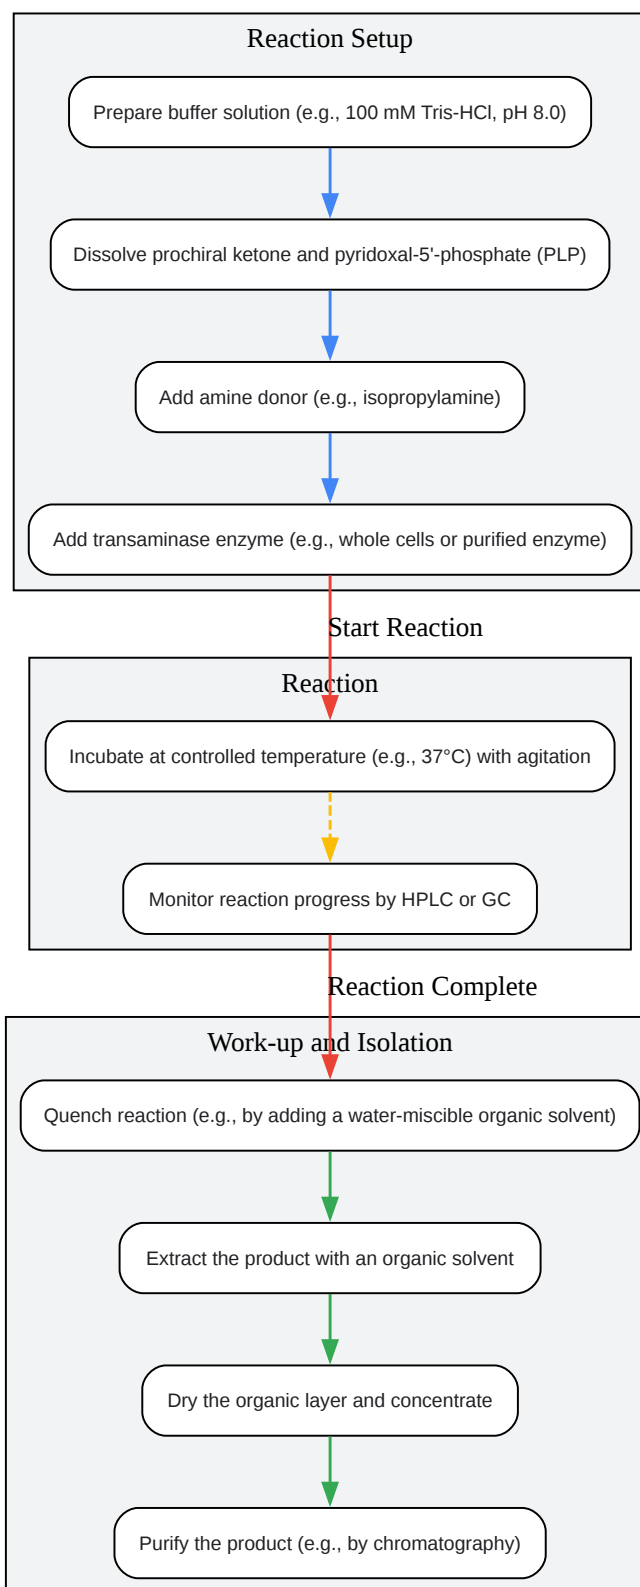 Reaction Setup
Prepare buffer solution (e.g., 100 mM Tris-HCl, pH 8.0)
Dissolve prochiral ketone and pyridoxal-5'-phosphate (PLP)
Add amine donor (e.g., isopropylamine)
Add transaminase enzyme (e.g., whole cells or purified enzyme)
Start Reaction
Reaction
Incubate at controlled temperature (e.g., 37°C) with agitation
Monitor reaction progress by HPLC or GC
Reaction Complete
Work-up and Isolation
Quench reaction (e.g., by adding a water-miscible organic solvent)
Extract the product with an organic solvent
Dry the organic layer and concentrate
Purify the product (e.g., by chromatography)